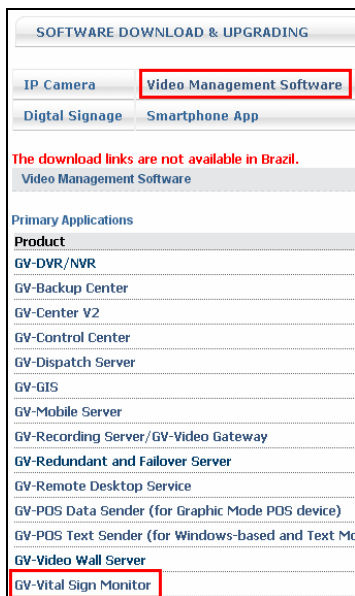 SOFTWARE DOWNLOAD & UPGRADING
IP Camera Video Management Software
Digtal Signage Smartphone App
The download links are not available in Brazil.
Video Management Software
Primary Applications
Product
GV-DVR/NVR
GV-Backup Center
GV-Center V2
GV-Control Center
GV-Dispatch Server
GV-GIS
GV-Mobile Server
GV-Recording Server/GV-Video Gateway
GV-Redundant and Failover Server
GV-Remote Desktop Service
GV-POS Data Sender (for Graphic Mode POS device)
GV-POS Text Sender (for Windows-based and Text Mo
GV-Video Wall Server
GV-Vital Sign Monitor